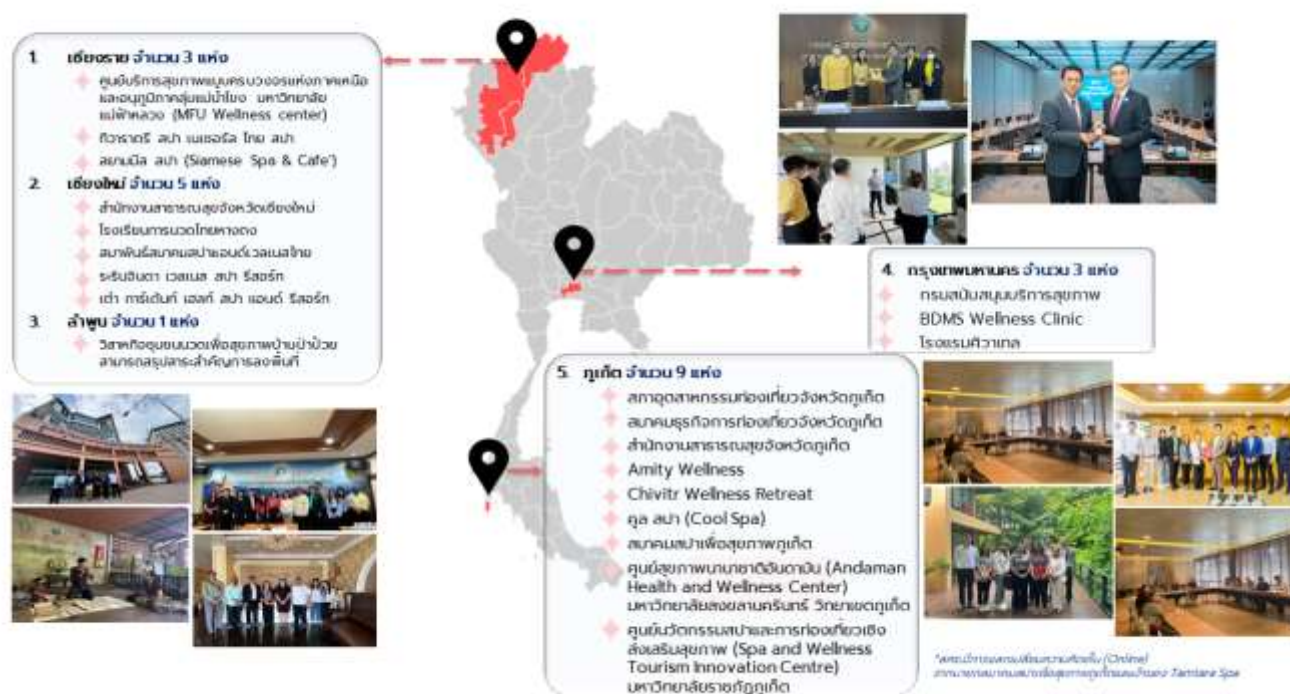 1. เชียงราย จำนวน 3 แห่ง
ศูนย์บริการสุขภาพแบบครบวงจรแห่งภาคเหนือ
และอนุภูมิภาคลุ่มแม่น้ำโขง มหาวิทยาลัย
แม่ฟ้าหลวง (MFU Wellness center)
ทิวาราตรี สปา เนเชอรัล ไทย สปา
สยามมีส สปา (Siamese Spa & Cafe')
2. เชียงใหม่ จำนวน 5 แห่ง
สำนักงานสาธารณสุขจังหวัดเชียงใหม่
โรงเรียนการนวดไทยหางดง
สมาพันธ์สมาคมสปาแอนด์เวลเนสไทย
ระรินจินดา เวลเนส สปา รีสอร์ท
เต๋า การ์เด้นท์ เฮลท์ สปา แอนด์ รีสอร์ท
3. ลำพูน จำนวน 1 แห่ง
วิสาหกิจชุมชนนวดเพื่อสุขภาพบ้านป่าป๋วย
สามารถสรุปสาระสำคัญการลงพื้นที่
4. กรุงเทพมหานคร จำนวน 3 แห่ง
กรมสนับสนุนบริการสุขภาพ
BDMS Wellness Clinic
โรงแรมศิวาเทล
5. ภูเก็ต จำนวน 9 แห่ง
สภาอุตสาหกรรมท่องเที่ยวจังหวัดภูเก็ต
สมาคมธุรกิจการท่องเที่ยวจังหวัดภูเก็ต
สำนักงานสาธารณสุขจังหวัดภูเก็ต
Amity Wellness
Chivitr Wellness Retreat
คูล สปา (Cool Spa)
สมาคมสปาเพื่อสุขภาพภูเก็ต
ศูนย์สุขภาพนานาชาติอันดามัน (Andaman
Health and Wellness Center)
มหาวิทยาลัยสงขลานครินทร์ วิทยาเขตภูเก็ต
ศูนย์นวัตกรรมสปาและการท่องเที่ยวเชิง
ส่งเสริมสุขภาพ (Spa and Wellness
Tourism Innovation Centre)
มหาวิทยาลัยราชภัฏภูเก็ต
(Online)
Spa